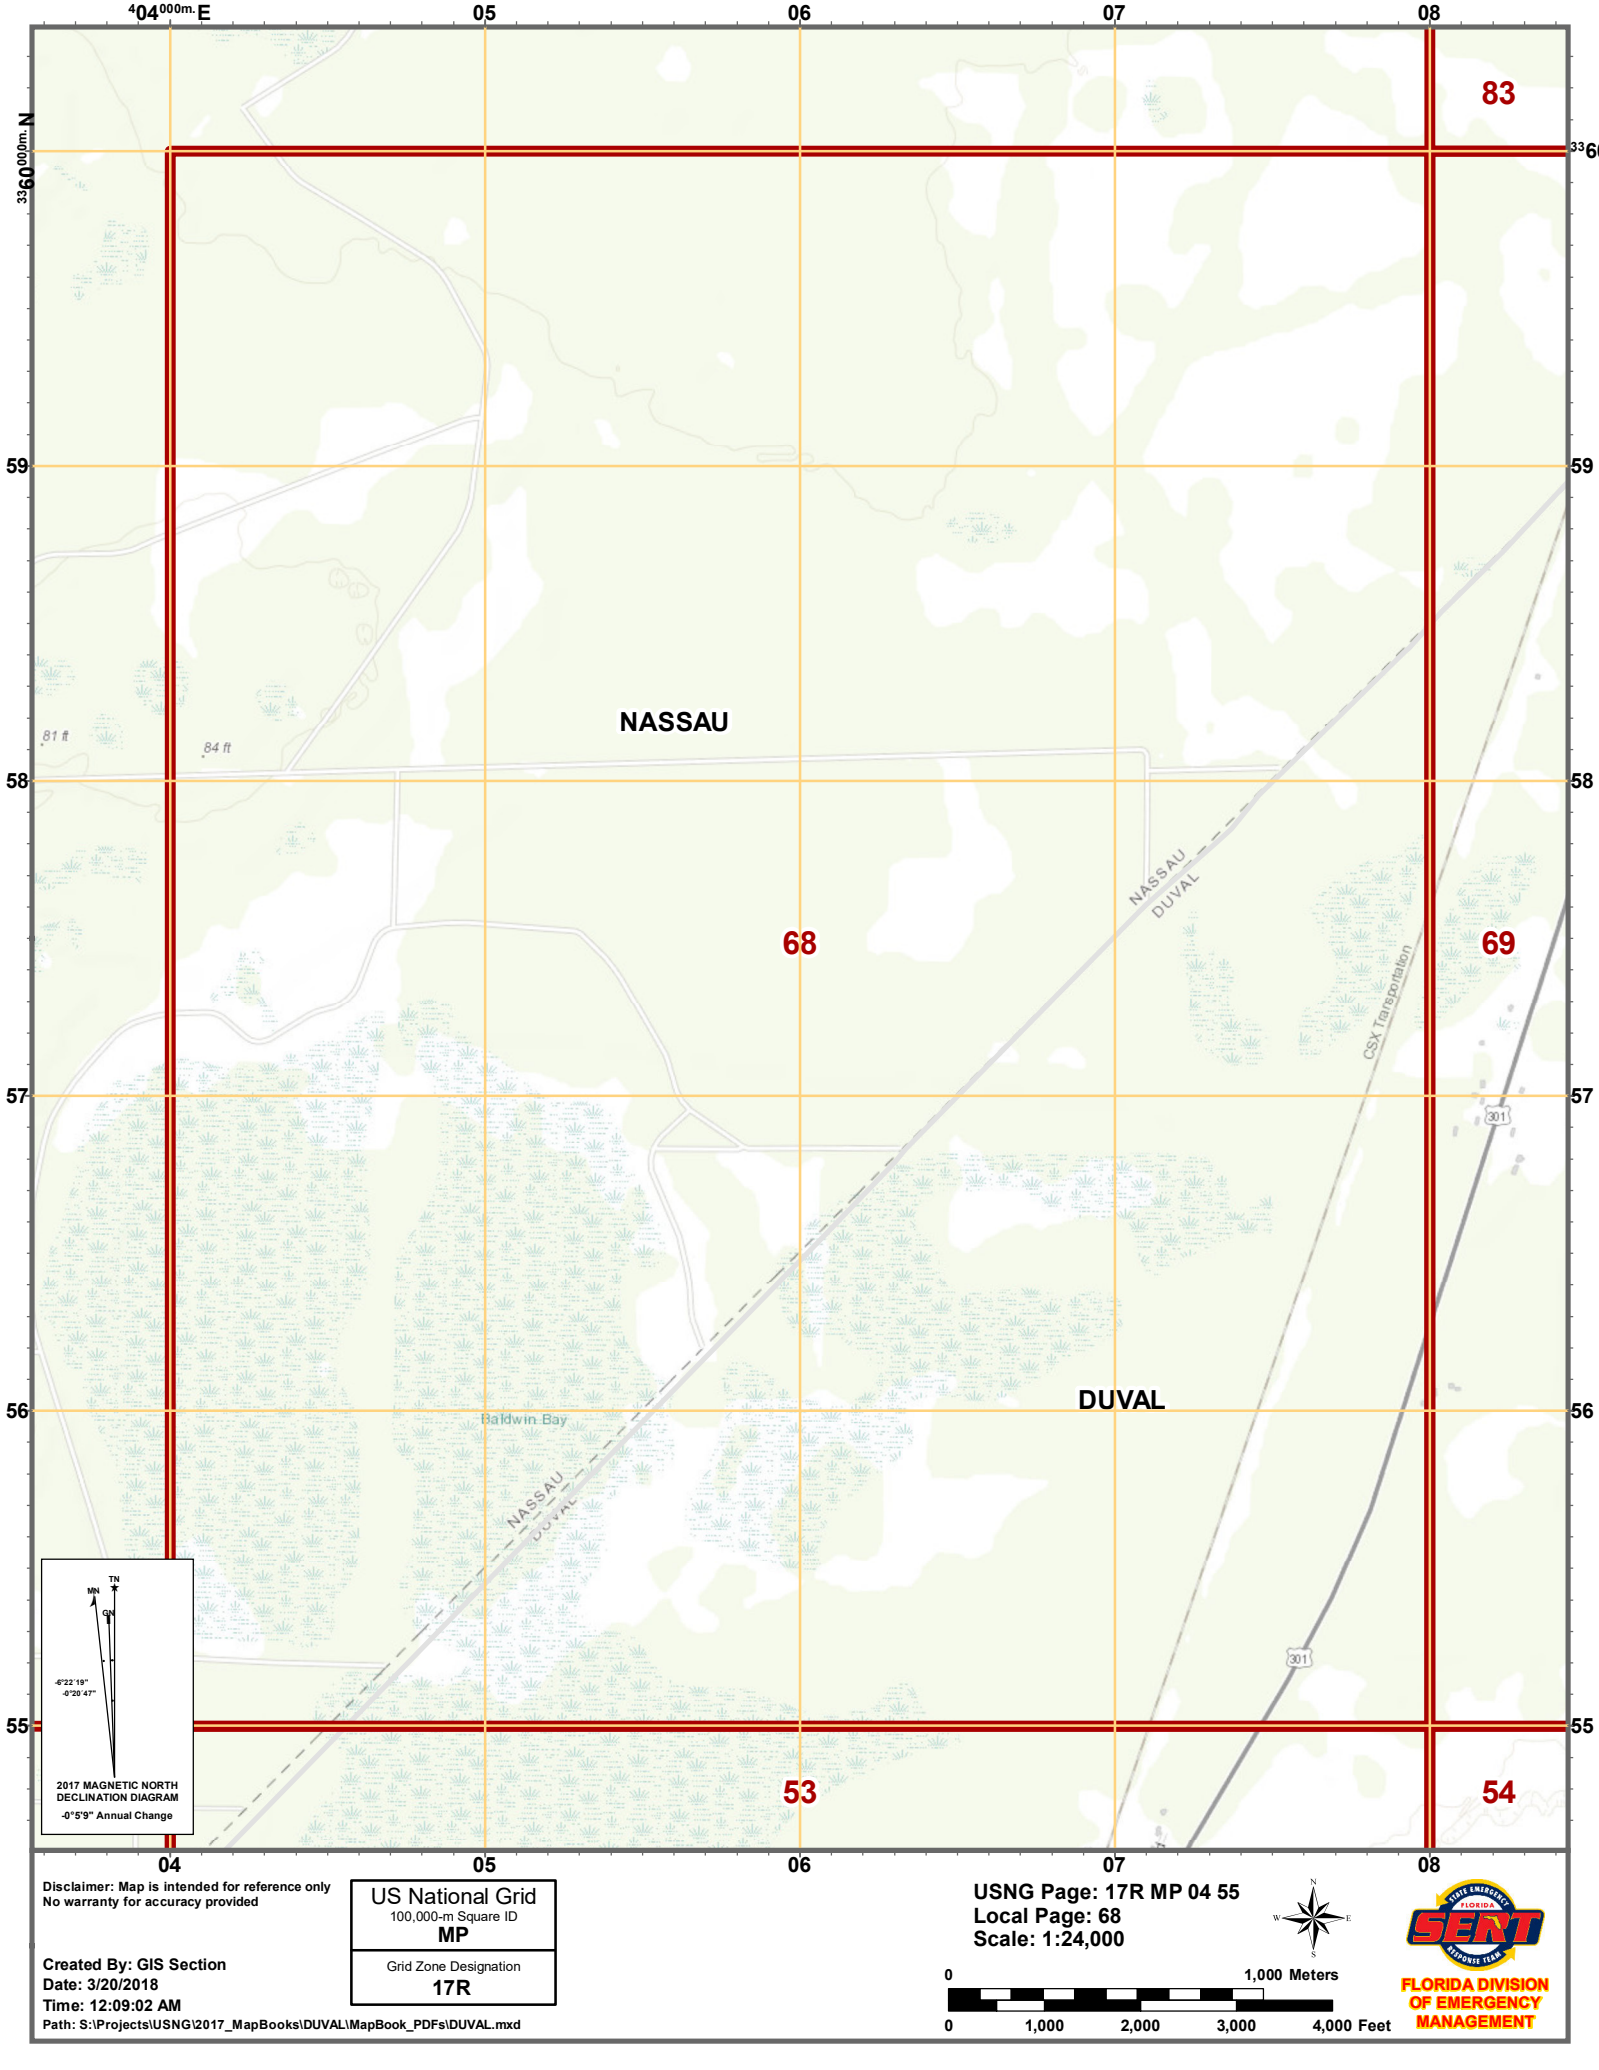 404000m.E 05 06 07 08
3360000m.N
3360
83
59 59
NASSAU
81 ft
84 ft
58 58
NASSAU
DUVAL
68
69
CSX Transportation
57 57
301
DUVAL
56 56
Baldwin Bay
NASSAU
DUVAL
TN
MN
GN
301
-6°22'19"
-0°20'47"
55 55
2017 MAGNETIC NORTH
DECLINATION DIAGRAM
-0°5'9" Annual Change
53
54
04 05 06 07 08
Disclaimer: Map is intended for reference only
No warranty for accuracy provided
Created By: GIS Section
Date: 3/20/2018
Time: 12:09:02 AM
Path: S:\Projects\USNG\2017_MapBooks\DUVAL\MapBook_PDFs\DUVAL.mxd
US National Grid
100,000-m Square ID
MP
Grid Zone Designation
17R
USNG Page: 17R MP 04 55
Local Page: 68
Scale: 1:24,000
N
W E
S
0 1,000 Meters
0 1,000 2,000 3,000 4,000 Feet
STATE EMERGENCY
FLORIDA
SERT
RESPONSE TEAM
FLORIDA DIVISION
OF EMERGENCY
MANAGEMENT